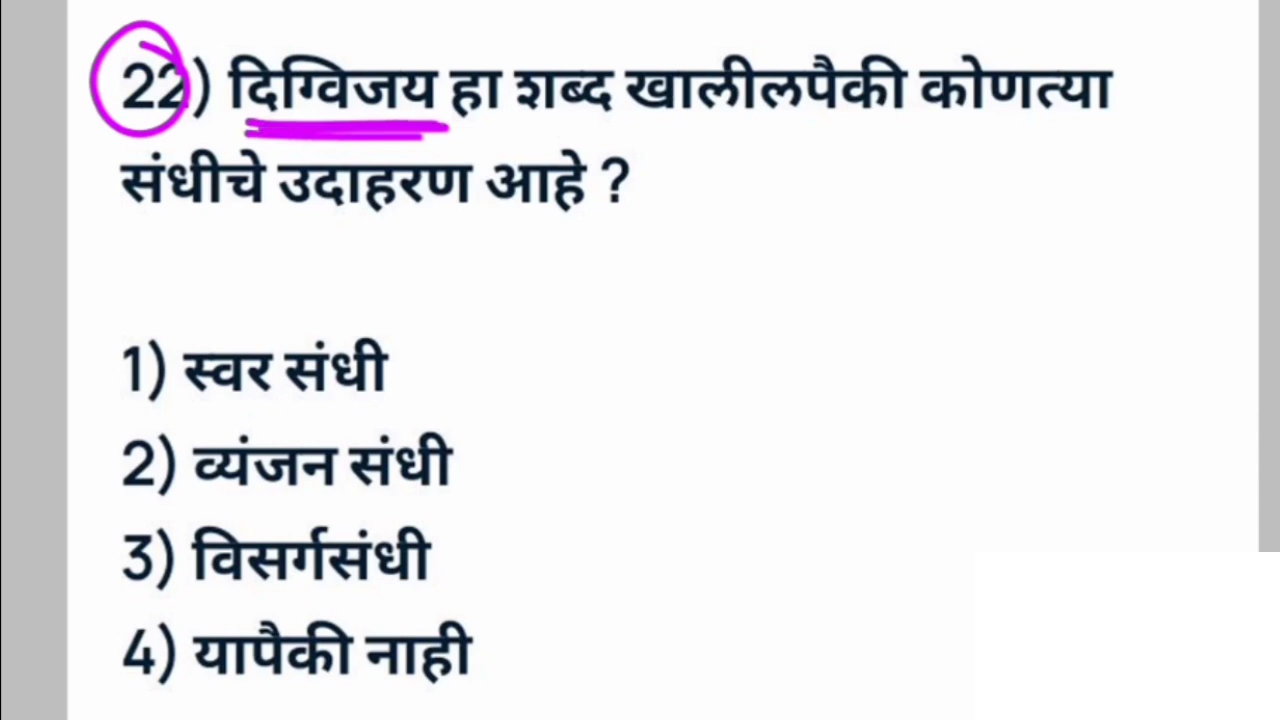 22) दिग्विजय हा शब्द खालीलपैकी कोणत्या
संधीचे उदाहरण आहे ?
1) स्वर संधी
2) व्यंजन संधी
3) विसर्गसंधी
4) यापैकी नाही